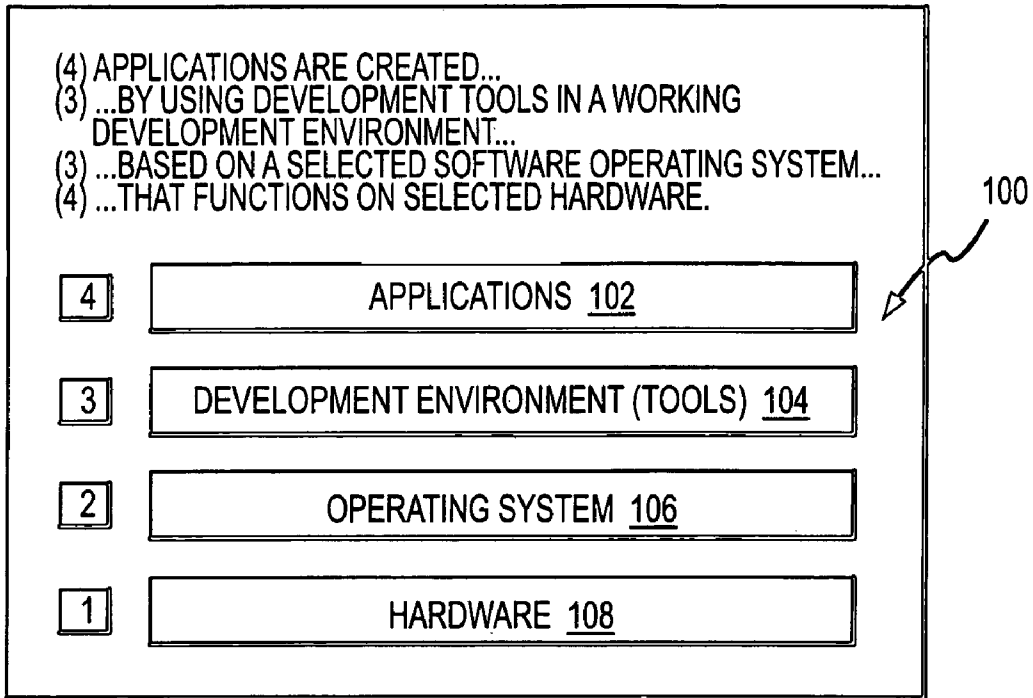 (4) APPLICATIONS ARE CREATED...
(3) ...BY USING DEVELOPMENT TOOLS IN A WORKING
DEVELOPMENT ENVIRONMENT...
(3) ...BASED ON A SELECTED SOFTWARE OPERATING SYSTEM...
(4) ...THAT FUNCTIONS ON SELECTED HARDWARE.
100
4 APPLICATIONS 102
3 DEVELOPMENT ENVIRONMENT (TOOLS) 104
2 OPERATING SYSTEM 106
1 HARDWARE 108